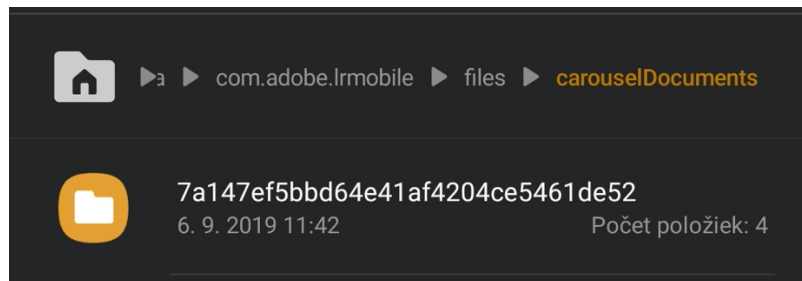 a ▶ com.adobe.lrmobile ▶ files ▶ carouselDocuments
7a147ef5bbd64e41af4204ce5461de52
6. 9. 2019 11:42 Počet položiek: 4